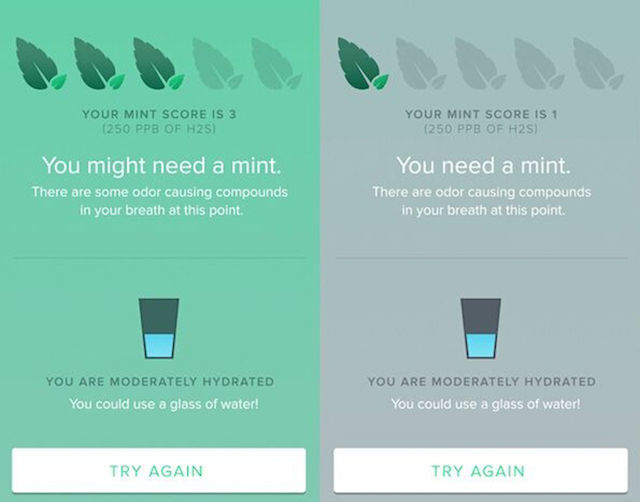 YOUR MINT SCORE IS 3
(250 PPB OF H2S)
You might need a mint.
There are some odor causing compounds
in your breath at this point.
YOU ARE MODERATELY HYDRATED
You could use a glass of water!
TRY AGAIN
YOUR MINT SCORE IS 1
(250 PPB OF H2S)
You need a mint.
There are odor causing compounds
in your breath at this point.
YOU ARE MODERATELY HYDRATED
You could use a glass of water!
TRY AGAIN